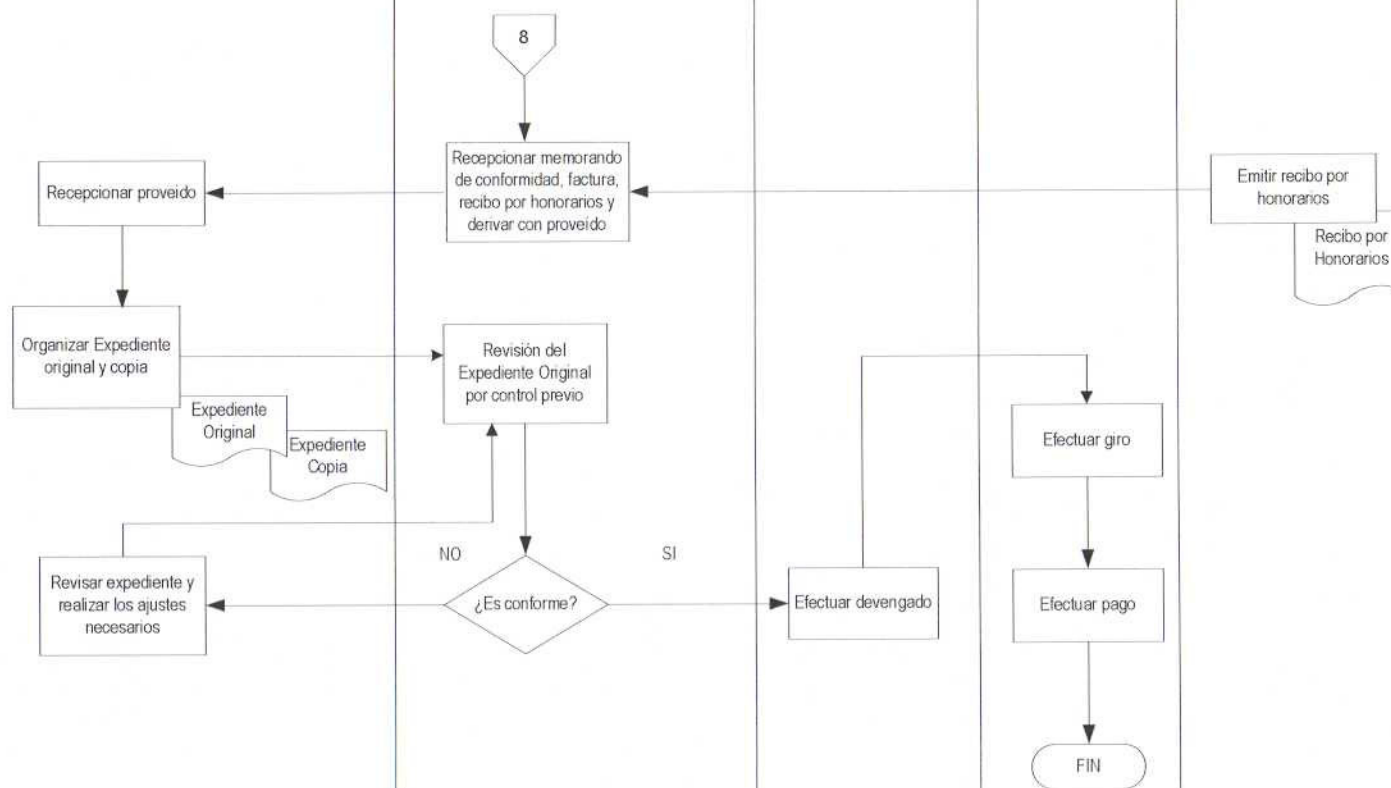 8
Recepcionar memorando
de conformidad, factura,
recibo por honorarios y
derivar con proveído
Recepcionar proveido
Emitir recibo por
honorarios
Recibo por
Honorarios
Organizar Expediente
original y copia
Expediente
Original
Expediente
Copia
Revisión del
Expediente Original
por control previo
Efectuar giro
NO
SI
Revisar expediente y
realizar los ajustes
necesarios
¿Es conforme?
Efectuar devengado
Efectuar pago
FIN